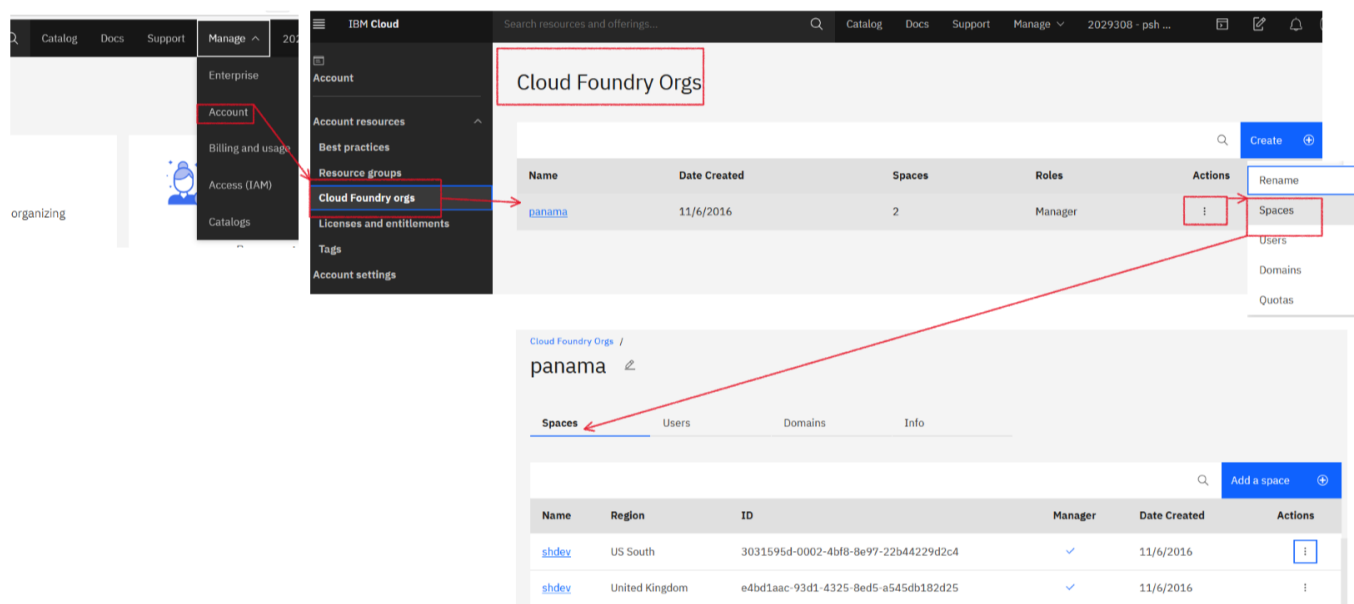 Catalog Docs Support Manage 202
Enterprise
Account
Billing and usage
Access (IAM)
Catalogs
organizing
IBM Cloud Search resources and offerings... Catalog Docs Support Manage 2029308 - psh ...
Account
Account resources
Best practices
Resource groups
Cloud Foundry orgs
Licenses and entitlements
Tags
Account settings
Cloud Foundry Orgs
Create
Name Date Created Spaces Roles Actions
panama 11/6/2016 2 Manager
Rename
Spaces
Users
Domains
Quotas
Cloud Foundry Orgs /
panama
Spaces Users Domains Info
Add a space
Name Region ID Manager Date Created Actions
shdev US South 3031595d-0002-4bf8-8e97-22b44229d2c4 11/6/2016
shdev United Kingdom e4bd1aac-93d1-4325-8ed5-a545db182d25 11/6/2016